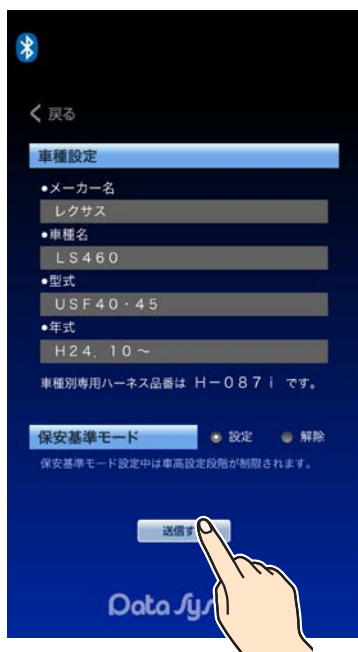 戻る
車種設定
●メーカー名
レクサス
●車種名
LS460
●型式
USF40・45
●年式
H24．10～
車種別専用ハーネス品番は H－087i です。
保安基準モード 設定 解除
保安基準モード設定中は車高設定段階が制限されます。
送信す
Data Sy